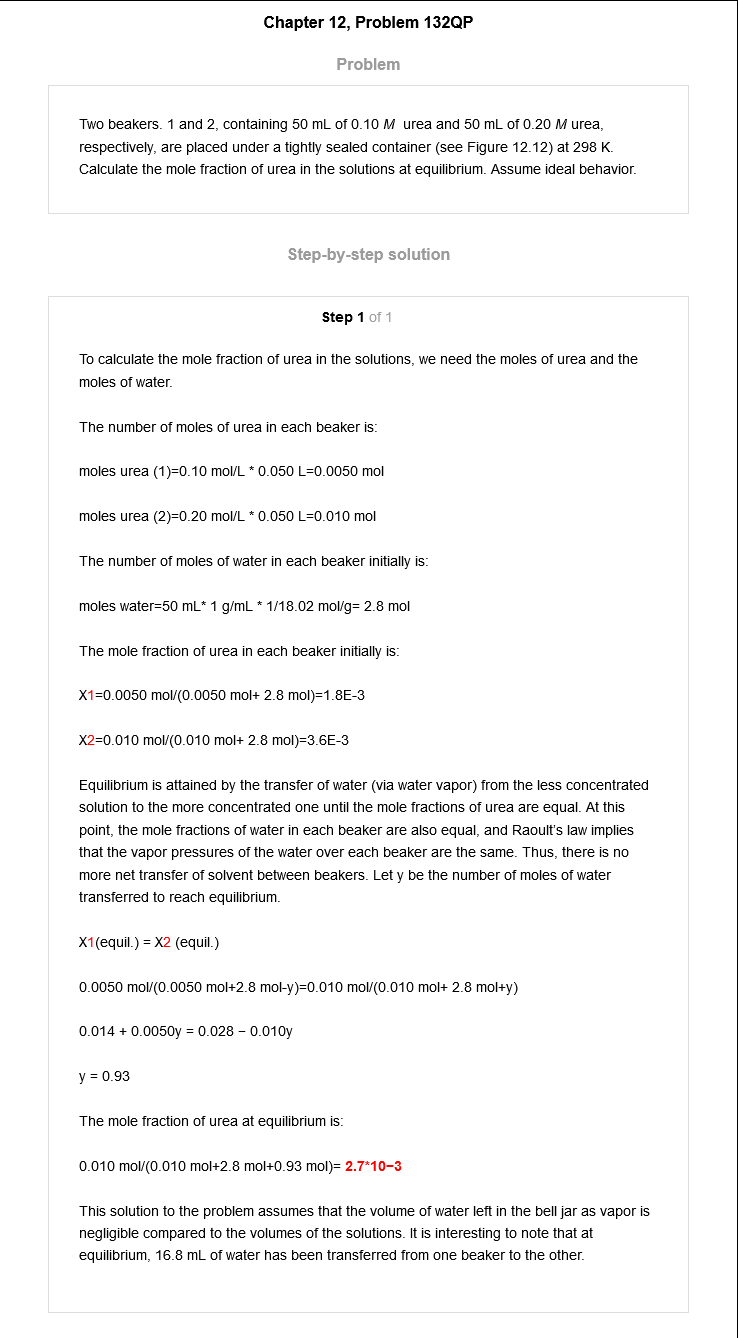 Chapter 12, Problem 132QP
Problem
Two beakers. 1 and 2, containing 50 mL of 0.10 M urea and 50 mL of 0.20 M urea,
respectively, are placed under a tightly sealed container (see Figure 12.12) at 298 K.
Calculate the mole fraction of urea in the solutions at equilibrium. Assume ideal behavior.
Step-by-step solution
Step 1 of 1
To calculate the mole fraction of urea in the solutions, we need the moles of urea and the
moles of water.
The number of moles of urea in each beaker is:
moles urea (1)=0.10 mol/L * 0.050 L=0.0050 mol
moles urea (2)=0.20 mol/L * 0.050 L=0.010 mol
The number of moles of water in each beaker initially is:
moles water=50 mL* 1 g/mL * 1/18.02 mol/g= 2.8 mol
The mole fraction of urea in each beaker initially is:
X1=0.0050 mol/(0.0050 mol+ 2.8 mol)=1.8E-3
X2=0.010 mol/(0.010 mol+ 2.8 mol)=3.6E-3
Equilibrium is attained by the transfer of water (via water vapor) from the less concentrated
solution to the more concentrated one until the mole fractions of urea are equal. At this
point, the mole fractions of water in each beaker are also equal, and Raoult's law implies
that the vapor pressures of the water over each beaker are the same. Thus, there is no
more net transfer of solvent between beakers. Let y be the number of moles of water
transferred to reach equilibrium.
X1(equil.) = X2 (equil.)
0.0050 mol/(0.0050 mol+2.8 mol-y)=0.010 mol/(0.010 mol+ 2.8 mol+y)
0.014 + 0.0050y = 0.028 − 0.010y
y = 0.93
The mole fraction of urea at equilibrium is:
0.010 mol/(0.010 mol+2.8 mol+0.93 mol)= 2.7*10−3
This solution to the problem assumes that the volume of water left in the bell jar as vapor is
negligible compared to the volumes of the solutions. It is interesting to note that at
equilibrium, 16.8 mL of water has been transferred from one beaker to the other.